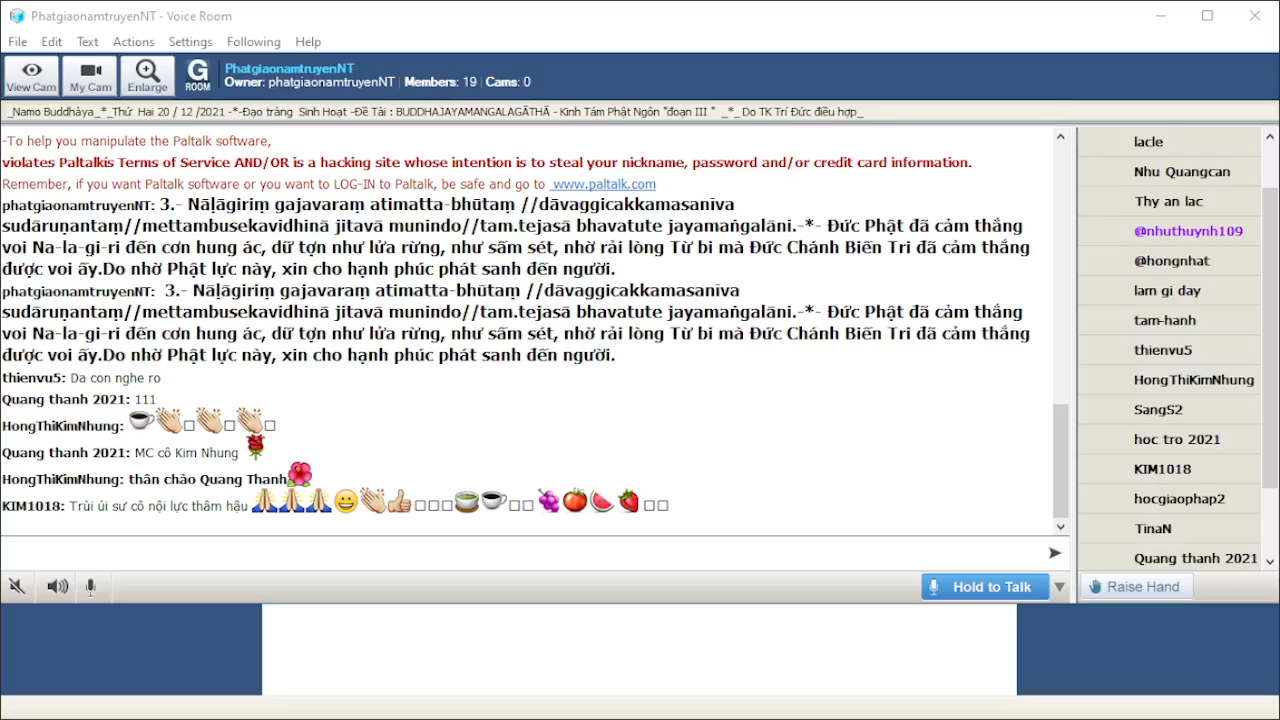 PhatgiaonamtruyenNT - Voice Room
File Edit Text Actions Settings Following Help
View Cam My Cam Enlarge G ROOM
PhatgiaonamtruyenNT
Owner: phatgiaonamtruyenNT | Members: 19 | Cams: 0
_Namo Buddhàya_*_Thứ Hai 20 / 12 /2021 -*-Đạo tràng Sinh Hoạt -Đề Tài : BUDDHAJAYAMANGALAGĀTHĀ - Kinh Tám Phật Ngôn "đoạn III " _*_ Do TK Trí Đức điều hợp_
-To help you manipulate the Paltalk software,
violates Paltalkis Terms of Service AND/OR is a hacking site whose intention is to steal your nickname, password and/or credit card information.
Remember, if you want Paltalk software or you want to LOG-IN to Paltalk, be safe and go to www.paltalk.com
phatgiaonamtruyenNT: 3.- Nāḷāgiriṃ gajavaraṃ atimatta-bhūtaṃ //dāvaggicakkamasanīva
sudāruṇantaṃ//mettambusekavidhinā jitavā munindo//tam.tejasā bhavatute jayamaṅgalāni.-*- Đức Phật đã cảm thắng
voi Na-la-gi-ri đến cơn hung ác, dữ tợn như lửa rừng, như sấm sét, nhờ rải lòng Từ bi mà Đức Chánh Biến Tri đã cảm thắng
được voi ấy.Do nhờ Phật lực này, xin cho hạnh phúc phát sanh đến người.
phatgiaonamtruyenNT: 3.- Nāḷāgiriṃ gajavaraṃ atimatta-bhūtaṃ //dāvaggicakkamasanīva
sudāruṇantaṃ//mettambusekavidhinā jitavā munindo//tam.tejasā bhavatute jayamaṅgalāni.-*- Đức Phật đã cảm thắng
voi Na-la-gi-ri đến cơn hung ác, dữ tợn như lửa rừng, như sấm sét, nhờ rải lòng Từ bi mà Đức Chánh Biến Tri đã cảm thắng
được voi ấy.Do nhờ Phật lực này, xin cho hạnh phúc phát sanh đến người.
thienvu5: Da con nghe ro
Quang thanh 2021: 111
HongThiKimNhung: ☕👏□👏□👏□
Quang thanh 2021: MC cô Kim Nhung 🌹
HongThiKimNhung: thân chào Quang Thanh🌺
KIM1018: Trùi ủi sư cô nội lực thâm hậu 🙏🙏🙏😀👏👍□□□🍵☕□□🍇🍅🍉🍓□□
Hold to Talk
lacle
Nhu Quangcan
Thy an lac
@nhuthuynh109
@hongnhat
lam gi day
tam-hanh
thienvu5
HongThiKimNhung
SangS2
hoc tro 2021
KIM1018
hocgiaophap2
TinaN
Quang thanh 2021
Raise Hand